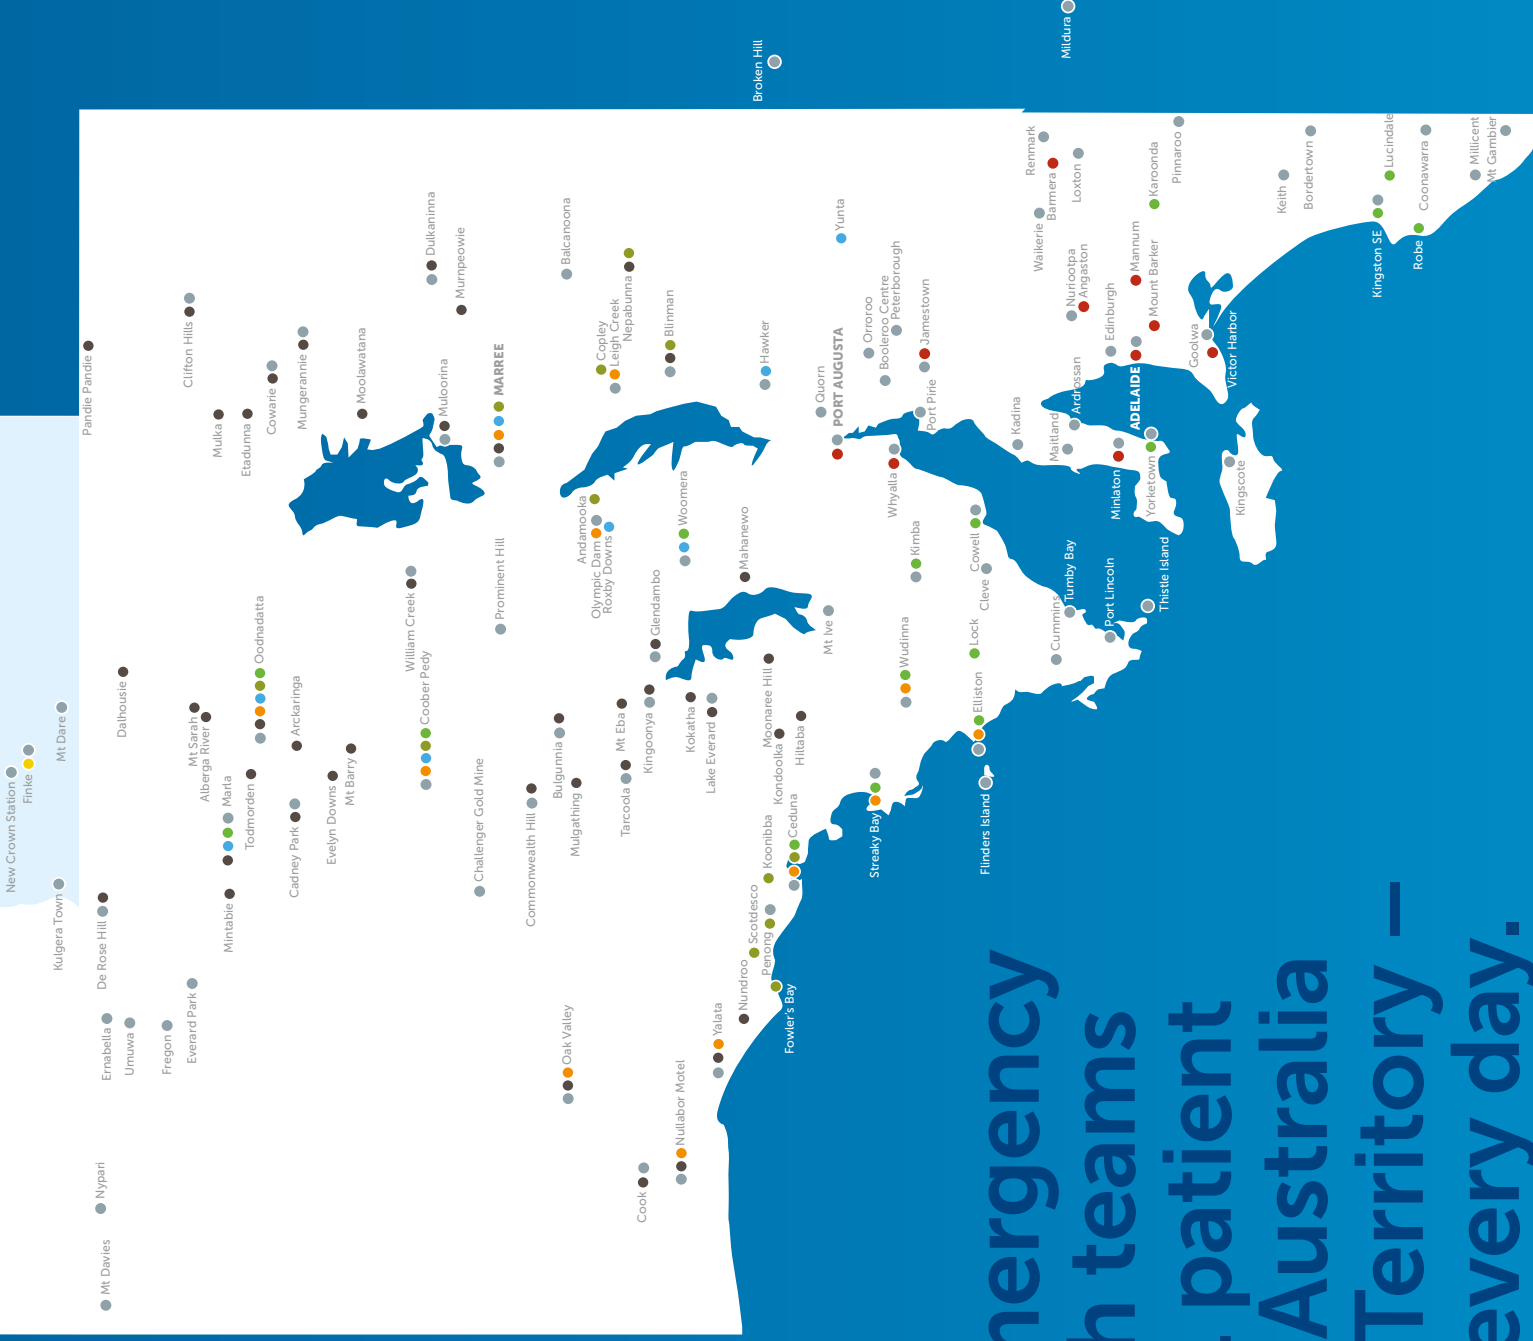 New Crown Station
Finke
Mt Dare
Kulgera Town
Pandie Pandie
Dalhousie
De Rose Hill
Ernabella
Umuwa
Fregon
Everard Park
Nypari
Mt Davies
Clifton Hills
Mulka
Etadunna
Cowarie
Mungerannie
Moolawatana
Mt Sarah
Alberga River
Marla
Mintabie
Todmorden
Oodnadatta
Arckaringa
Cadney Park
Evelyn Downs
Mt Barry
William Creek
Coober Pedy
Dulkaninna
Murnpeowie
Muloorina
MARREE
Prominent Hill
Challenger Gold Mine
Commonwealth Hill
Bulgunnia
Mulgathing
Oak Valley
Balcanoona
Copley
Leigh Creek
Nepabunna
Blinman
Andamooka
Olympic Dam
Roxby Downs
Woomera
Glendambo
Mt Eba
Tarcoola
Kingoonya
Kokatha
Lake Everard
Cook
Nullabor Motel
Yalata
Nundroo
Scotdesco
Penong
Koonibba
Fowler's Bay
Ceduna
Moonaree Hill
Kondoolka
Hiltaba
Mahanewo
Mt Ive
Hawker
Broken Hill
Yunta
Quorn
PORT AUGUSTA
Orroroo
Booleroo Centre
Peterborough
Jamestown
Port Pirie
Whyalla
Kimba
Wudinna
Streaky Bay
Cowell
Cleve
Lock
Elliston
Flinders Island
Cummins
Tumby Bay
Port Lincoln
Thistle Island
Mildura
Renmark
Barmera
Loxton
Waikerie
Nuriootpa
Angaston
Kadina
Maitland
Ardrossan
Edinburgh
Mannum
Mount Barker
ADELAIDE
Minlaton
Yorketown
Karoonda
Pinnaroo
Goolwa
Victor Harbor
Kingscote
Keith
Bordertown
Kingston SE
Lucindale
Robe
Coonawarra
Millicent
Mt Gambier
nergency
h teams
patient
Australia
Territory –
every day.